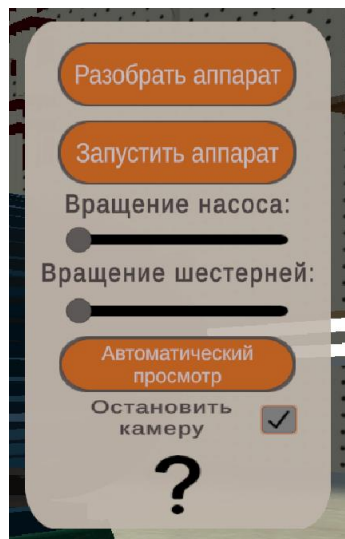 Разобрать аппарат
Запустить аппарат
Вращение насоса:
Вращение шестерней:
Автоматический
просмотр
Остановить
камеру
?